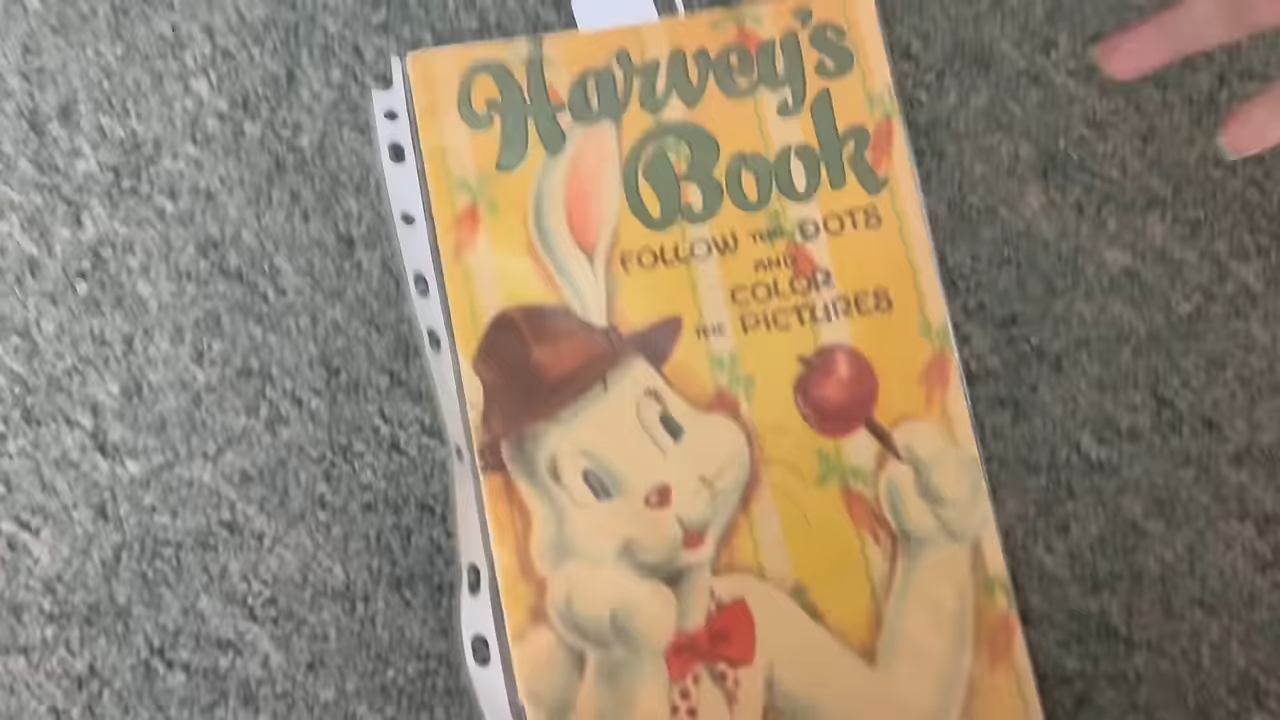 Harvey's
Book
FOLLOW THE DOTS
AND
COLOR
THE PICTURES